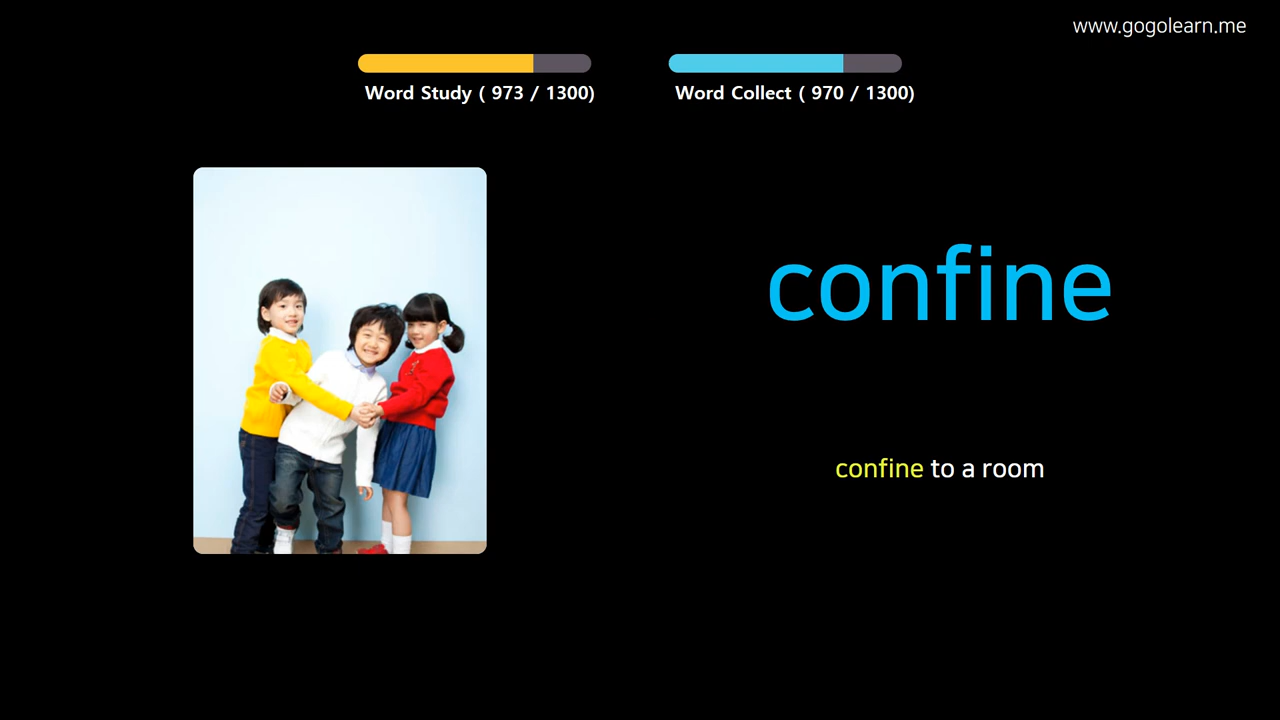 www.gogolearn.me
Word Study ( 973 / 1300)
Word Collect ( 970 / 1300)
confine
confine to a room